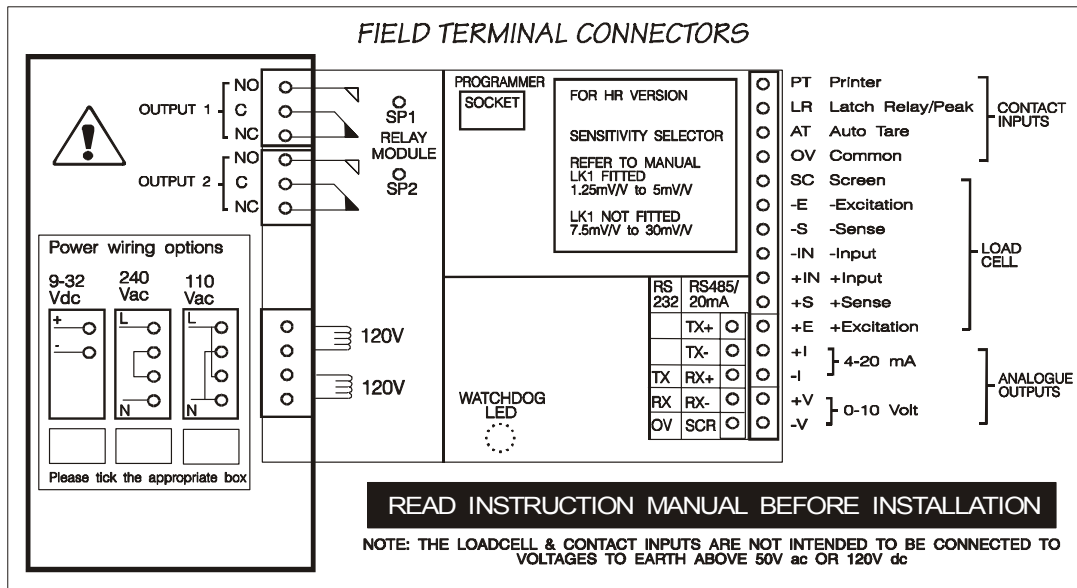 FIELD TERMINAL CONNECTORS
OUTPUT 1
NO
C
NC
OUTPUT 2
NO
C
NC
SP1
RELAY
MODULE
SP2
PROGRAMMER
SOCKET
FOR HR VERSION
SENSITIVITY SELECTOR
REFER TO MANUAL
LK1 FITTED
1.25mV/V to 5mV/V
LK1 NOT FITTED
7.5mV/V to 30mV/V
PT Printer
LR Latch Relay/Peak
AT Auto Tare
OV Common
CONTACT
INPUTS
SC Screen
-E -Excitation
-S -Sense
-IN -Input
+IN +Input
+S +Sense
+E +Excitation
LOAD
CELL
+I
-I
4-20 mA
+V
-V
0-10 Volt
ANALOGUE
OUTPUTS
Power wiring options
9-32
Vdc
240
Vac
110
Vac
+
-
L
N
L
N
Please tick the appropriate box
120V
120V
WATCHDOG
LED
RS
232
RS485/
20mA
TX+
TX-
TX RX+
RX RX-
OV SCR
READ INSTRUCTION MANUAL BEFORE INSTALLATION
NOTE: THE LOADCELL & CONTACT INPUTS ARE NOT INTENDED TO BE CONNECTED TO
VOLTAGES TO EARTH ABOVE 50V ac OR 120V dc